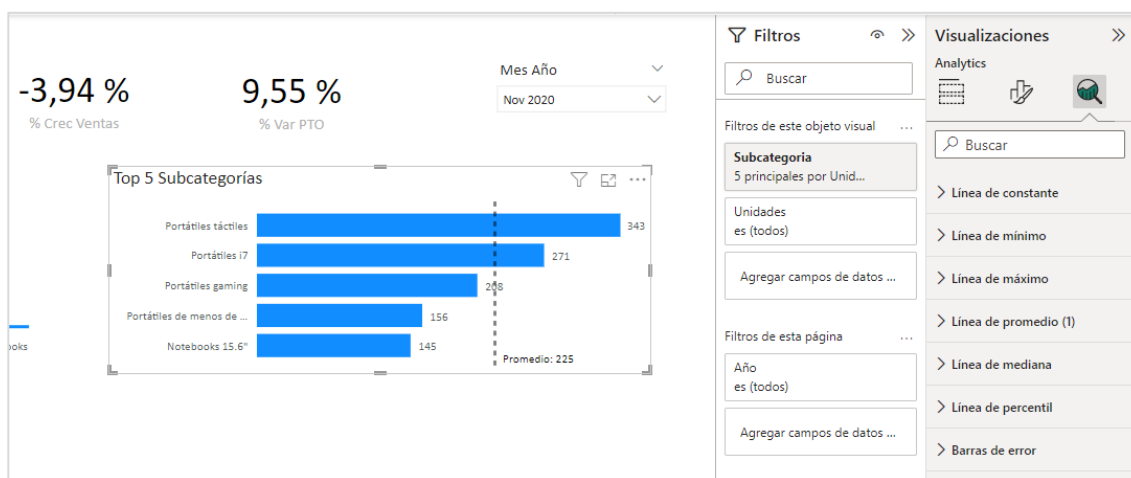 -3,94 %
% Crec Ventas
9,55 %
% Var PTO
Mes Año
Nov 2020
Top 5 Subcategorías
Portátiles táctiles
343
Portátiles i7
271
Portátiles gaming
208
Portátiles de menos de ...
156
Notebooks 15.6"
145
Promedio: 225
ooks
Filtros
Buscar
Filtros de este objeto visual
...
Subcategoria
5 principales por Unid...
Unidades
es (todos)
Agregar campos de datos ...
Filtros de esta página
...
Año
es (todos)
Agregar campos de datos ...
Visualizaciones
Analytics
Buscar
Línea de constante
Línea de mínimo
Línea de máximo
Línea de promedio (1)
Línea de mediana
Línea de percentil
Barras de error